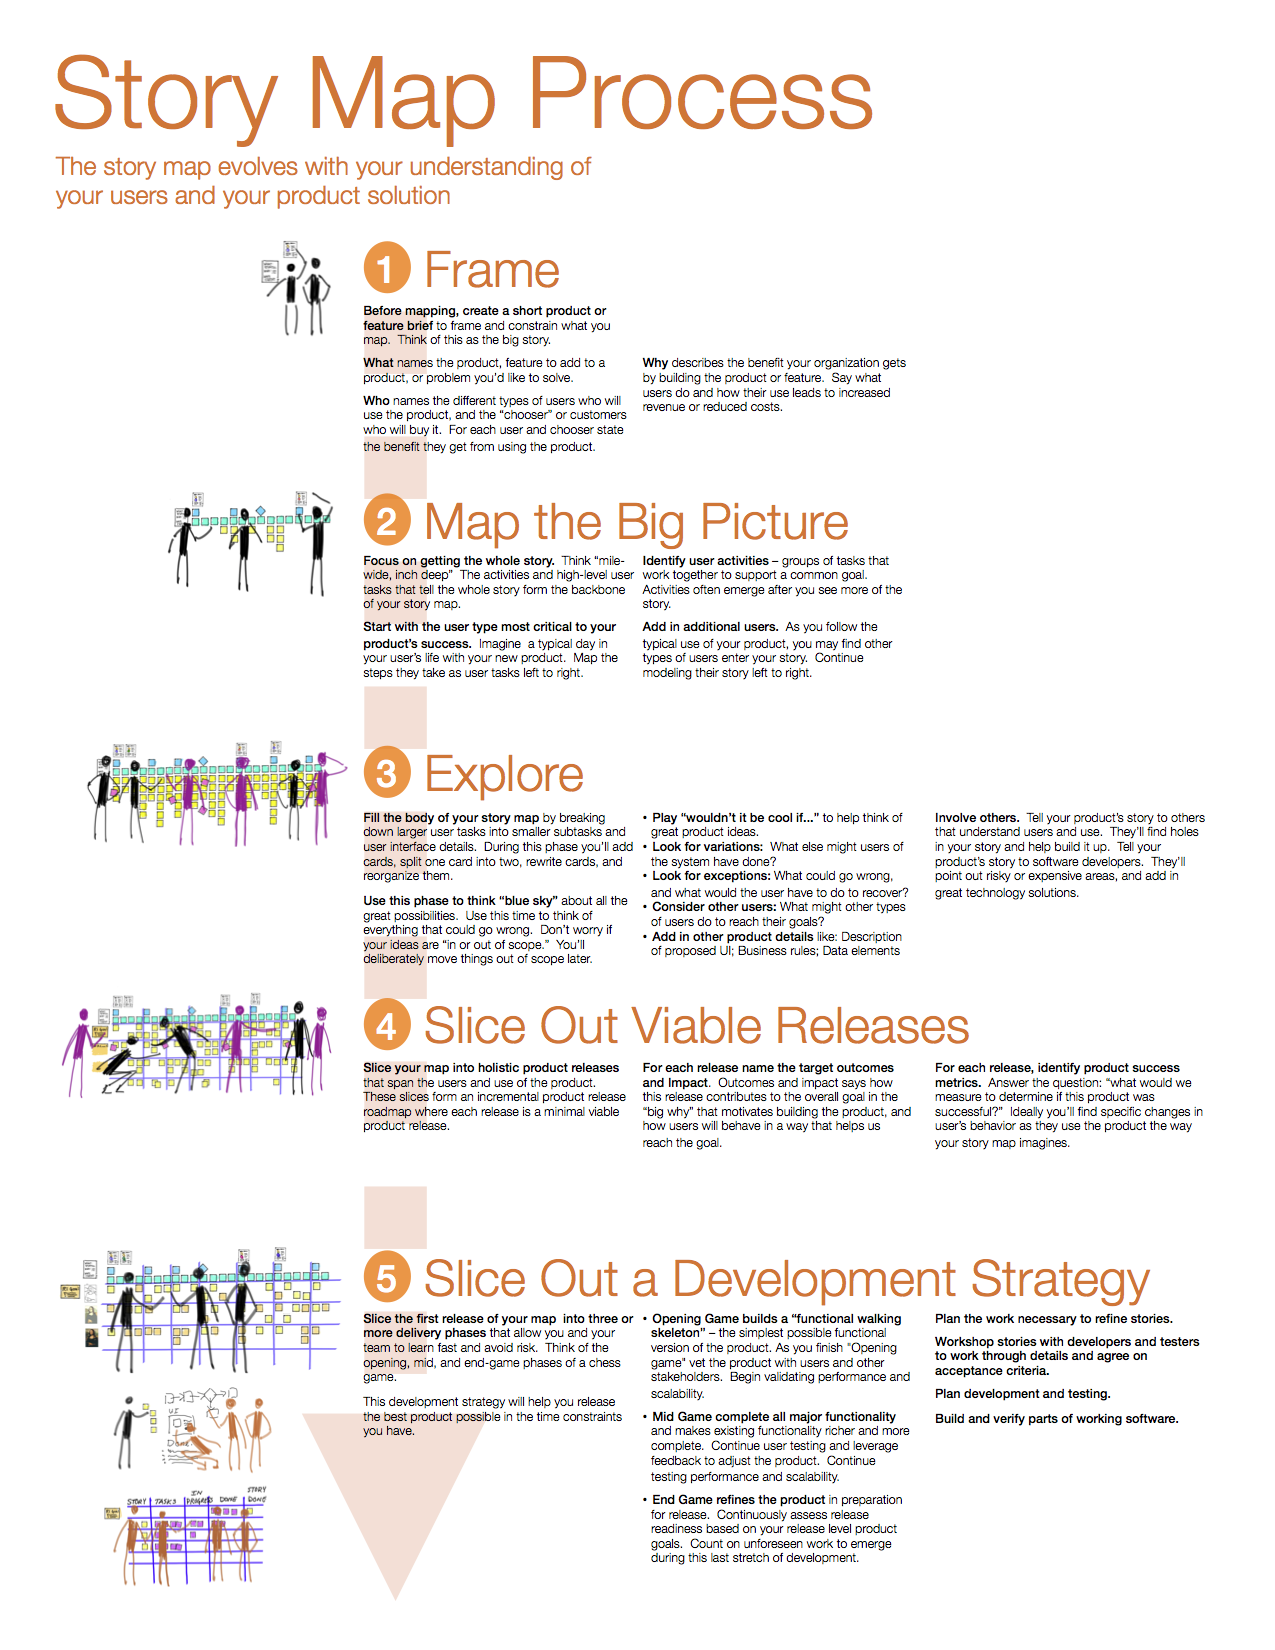 Story Map Process
The story map evolves with your understanding of
your users and your product solution
1 Frame
Before mapping, create a short product or
feature brief to frame and constrain what you
map. Think of this as the big story.
What names the product, feature to add to a
product, or problem you'd like to solve.
Who names the different types of users who will
use the product, and the “chooser” or customers
who will buy it. For each user and chooser state
the benefit they get from using the product.
Why describes the benefit your organization gets
by building the product or feature. Say what
users do and how their use leads to increased
revenue or reduced costs.
2 Map the Big Picture
Focus on getting the whole story. Think “mile-
wide, inch deep” The activities and high-level user
tasks that tell the whole story form the backbone
of your story map.
Start with the user type most critical to your
product's success. Imagine a typical day in
your user's life with your new product. Map the
steps they take as user tasks left to right.
Identify user activities – groups of tasks that
work together to support a common goal.
Activities often emerge after you see more of the
story.
Add in additional users. As you follow the
typical use of your product, you may find other
types of users enter your story. Continue
modeling their story left to right.
3 Explore
Fill the body of your story map by breaking
down larger user tasks into smaller subtasks and
user interface details. During this phase you'll add
cards, split one card into two, rewrite cards, and
reorganize them.
Use this phase to think “blue sky” about all the
great possibilities. Use this time to think of
everything that could go wrong. Don't worry if
your ideas are “in or out of scope.” You'll
deliberately move things out of scope later.
• Play “wouldn't it be cool if...” to help think of
great product ideas.
• Look for variations: What else might users of
the system have done?
• Look for exceptions: What could go wrong,
and what would the user have to do to recover?
• Consider other users: What might other types
of users do to reach their goals?
• Add in other product details like: Description
of proposed UI; Business rules; Data elements
Involve others. Tell your product's story to others
that understand users and use. They'll find holes
in your story and help build it up. Tell your
product's story to software developers. They'll
point out risky or expensive areas, and add in
great technology solutions.
4 Slice Out Viable Releases
Slice your map into holistic product releases
that span the users and use of the product.
These slices form an incremental product release
roadmap where each release is a minimal viable
product release.
For each release name the target outcomes
and Impact. Outcomes and impact says how
this release contributes to the overall goal in the
“big why” that motivates building the product, and
how users will behave in a way that helps us
reach the goal.
For each release, identify product success
metrics. Answer the question: “what would we
measure to determine if this product was
successful?” Ideally you'll find specific changes in
user's behavior as they use the product the way
your story map imagines.
5 Slice Out a Development Strategy
Slice the first release of your map into three or
more delivery phases that allow you and your
team to learn fast and avoid risk. Think of the
opening, mid, and end-game phases of a chess
game.
This development strategy will help you release
the best product possible in the time constraints
you have.
• Opening Game builds a “functional walking
skeleton” – the simplest possible functional
version of the product. As you finish "Opening
game" vet the product with users and other
stakeholders. Begin validating performance and
scalability.
• Mid Game complete all major functionality
and makes existing functionality richer and more
complete. Continue user testing and leverage
feedback to adjust the product. Continue
testing performance and scalability.
• End Game refines the product in preparation
for release. Continuously assess release
readiness based on your release level product
goals. Count on unforeseen work to emerge
during this last stretch of development.
Plan the work necessary to refine stories.
Workshop stories with developers and testers
to work through details and agree on
acceptance criteria.
Plan development and testing.
Build and verify parts of working software.
UI
Done:
STORY TASKS IN PROGRESS DONE STORY DONE